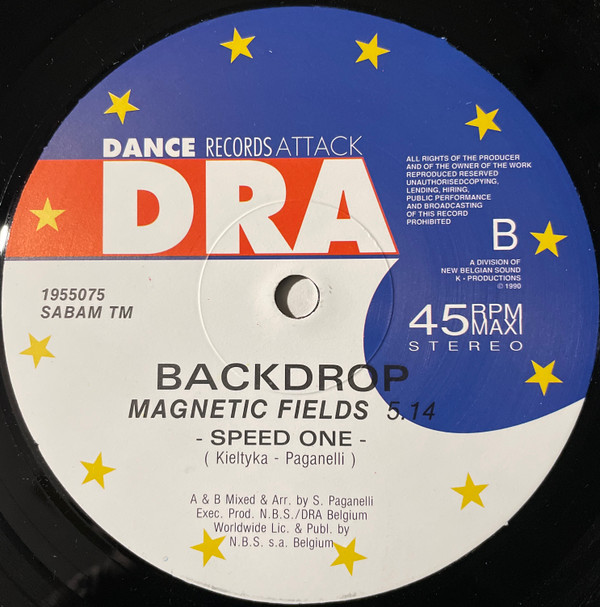 DANCE RECORDS ATTACK
DRA
ALL RIGHTS OF THE PRODUCER
AND OF THE OWNER OF THE WORK
REPRODUCED RESERVED
UNAUTHORISEDCOPYING,
LENDING, HIRING,
PUBLIC PERFORMANCE
AND BROADCASTING
OF THIS RECORD
PROHIBITED
B
A DIVISION OF
NEW BELGIAN SOUND
K - PRODUCTIONS
© 1990
1955075
SABAM TM
45 RPM
MAXI
STEREO
BACKDROP
MAGNETIC FIELDS 5.14
- SPEED ONE -
( Kieltyka - Paganelli )
A & B Mixed & Arr. by S. Paganelli
Exec. Prod. N.B.S./DRA Belgium
Worldwide Lic. & Publ. by
N.B.S. s.a. Belgium